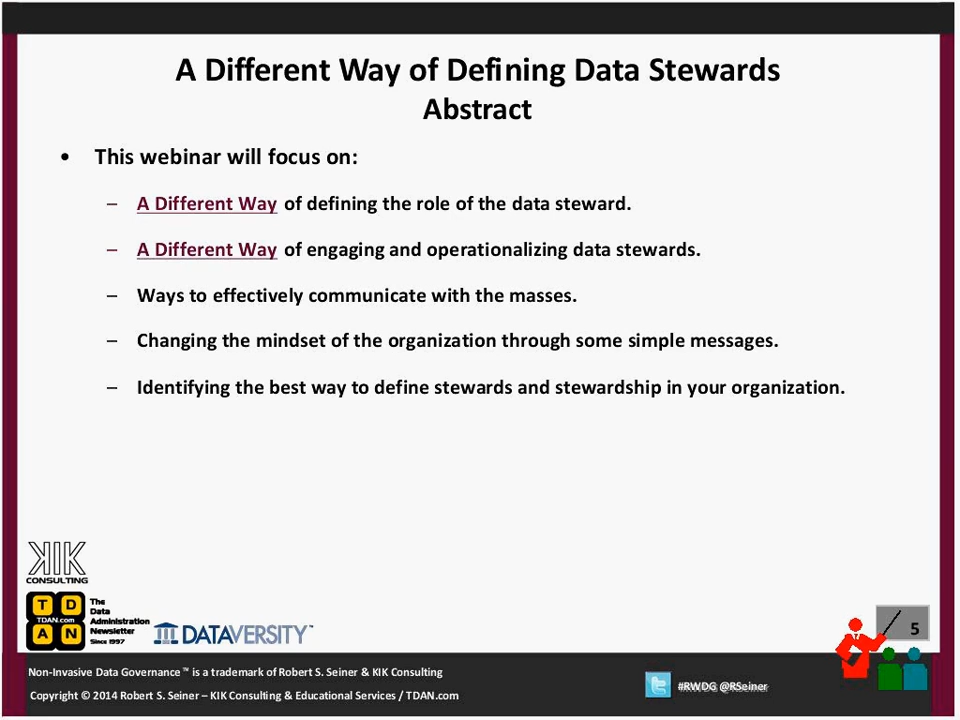 A Different Way of Defining Data Stewards
Abstract
• This webinar will focus on:
– A Different Way of defining the role of the data steward.
– A Different Way of engaging and operationalizing data stewards.
– Ways to effectively communicate with the masses.
– Changing the mindset of the organization through some simple messages.
– Identifying the best way to define stewards and stewardship in your organization.
KIK
CONSULTING
T D
TDAN.com
A N
The
Data
Administration
Newsletter
Since 1997
DATAVERSITY™
5
Non-Invasive Data Governance™ is a trademark of Robert S. Seiner & KIK Consulting
Copyright © 2014 Robert S. Seiner – KIK Consulting & Educational Services / TDAN.com
#RWDG @RSeiner